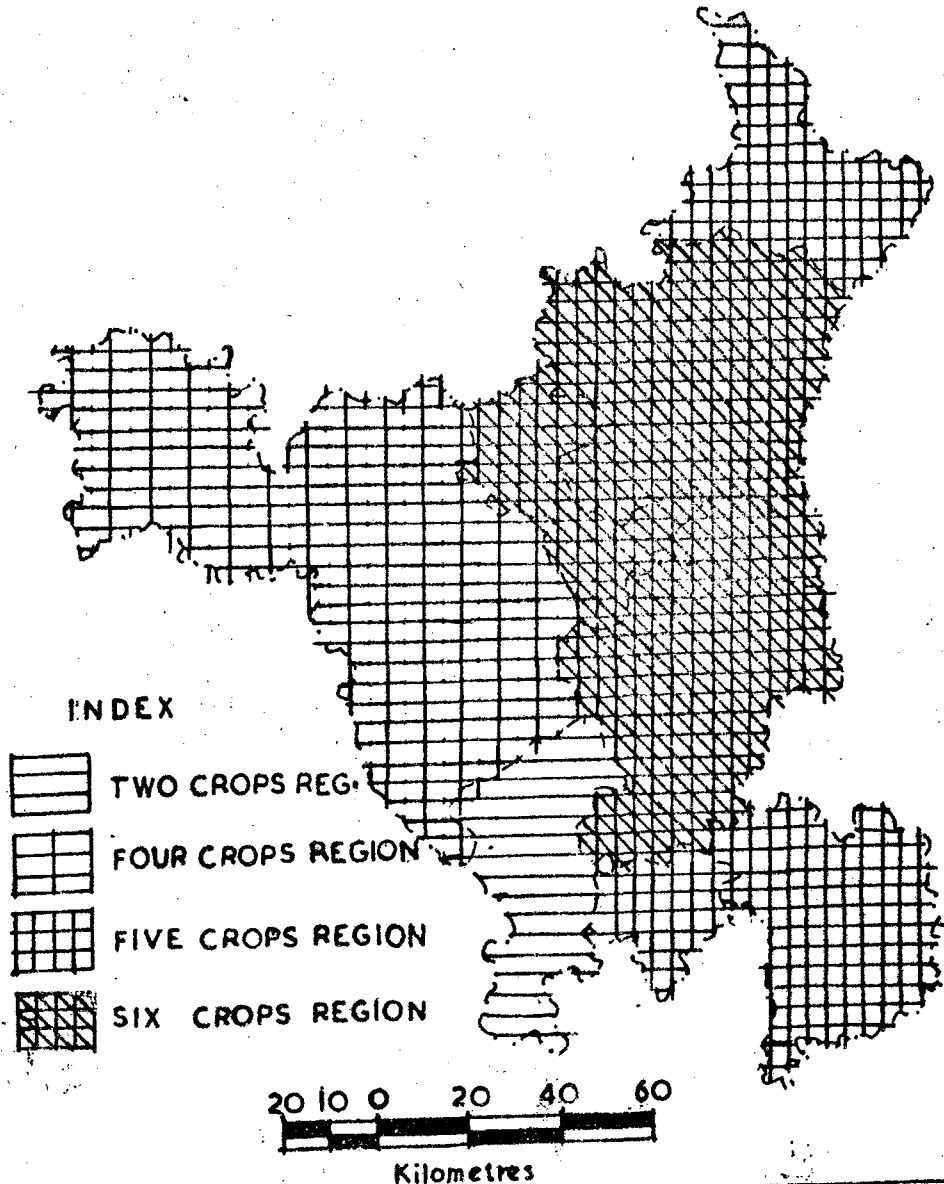 INDEX
TWO CROPS REG.
FOUR CROPS REGION
FIVE CROPS REGION
SIX CROPS REGION
20 10 0 20 40 60
Kilometres